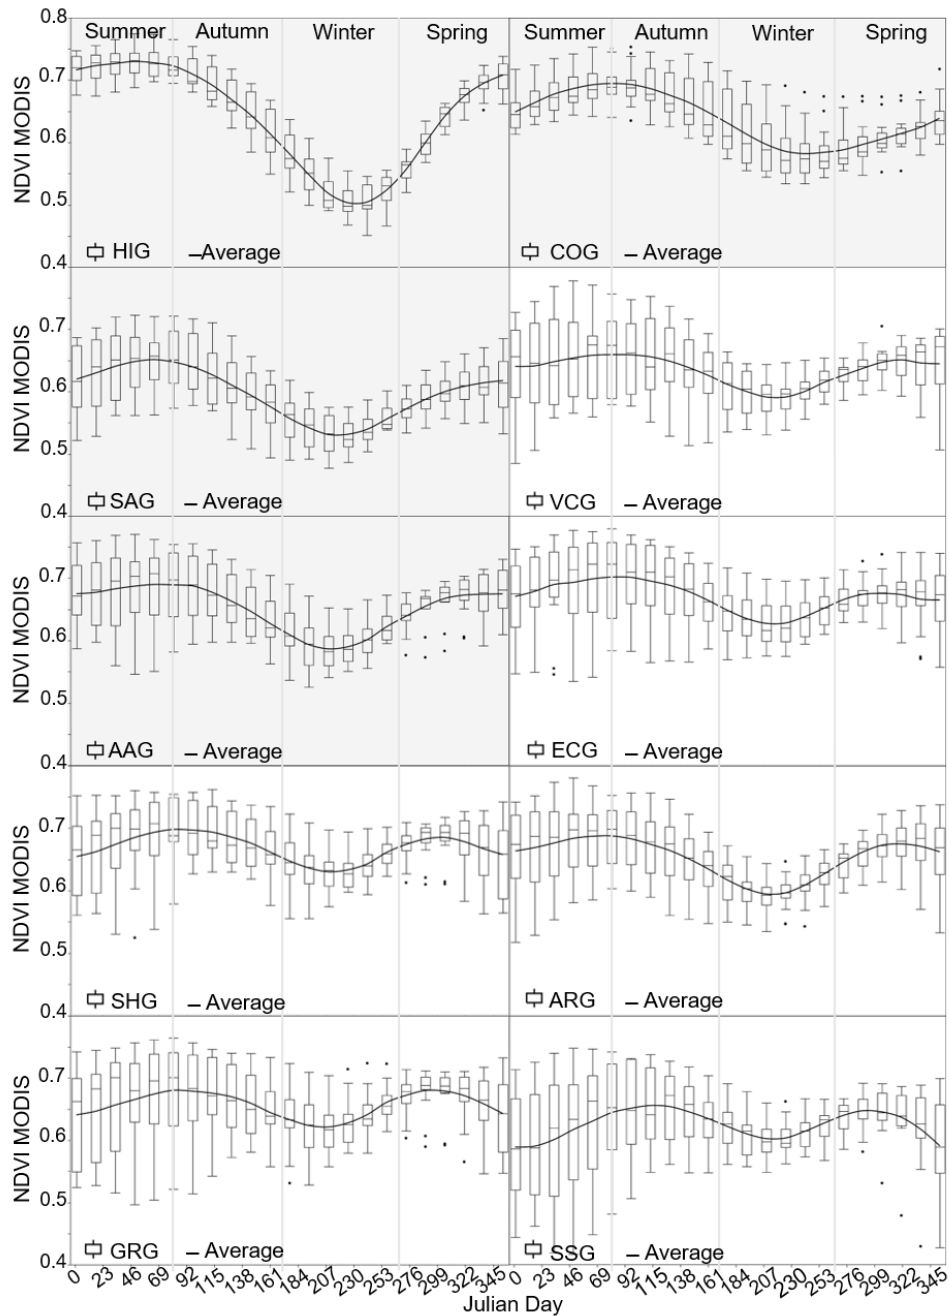 Summer Autumn Winter Spring Summer Autumn Winter Spring
0.8
0.7
0.6
0.5
0.4
NDVI MODIS
HIG –Average
COG – Average
0.7
0.6
0.5
0.4
NDVI MODIS
SAG – Average
VCG – Average
0.7
0.6
0.5
0.4
NDVI MODIS
AAG – Average
ECG – Average
0.7
0.6
0.5
0.4
NDVI MODIS
SHG – Average
ARG – Average
0.7
0.6
0.5
0.4
NDVI MODIS
GRG – Average
SSG – Average
0 23 46 69 92 115 138 161 184 207 230 253 276 299 322 345 0 23 46 69 92 115 138 161 184 207 230 253 276 299 322 345
Julian Day